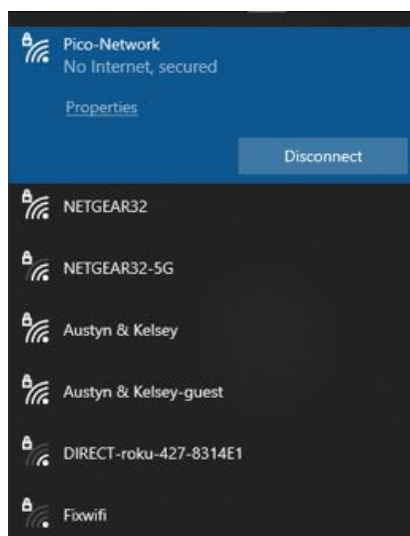 Pico-Network
No Internet, secured
Properties
Disconnect
NETGEAR32
NETGEAR32-5G
Austyn & Kelsey
Austyn & Kelsey-guest
DIRECT-roku-427-8314E1
Fixwifi